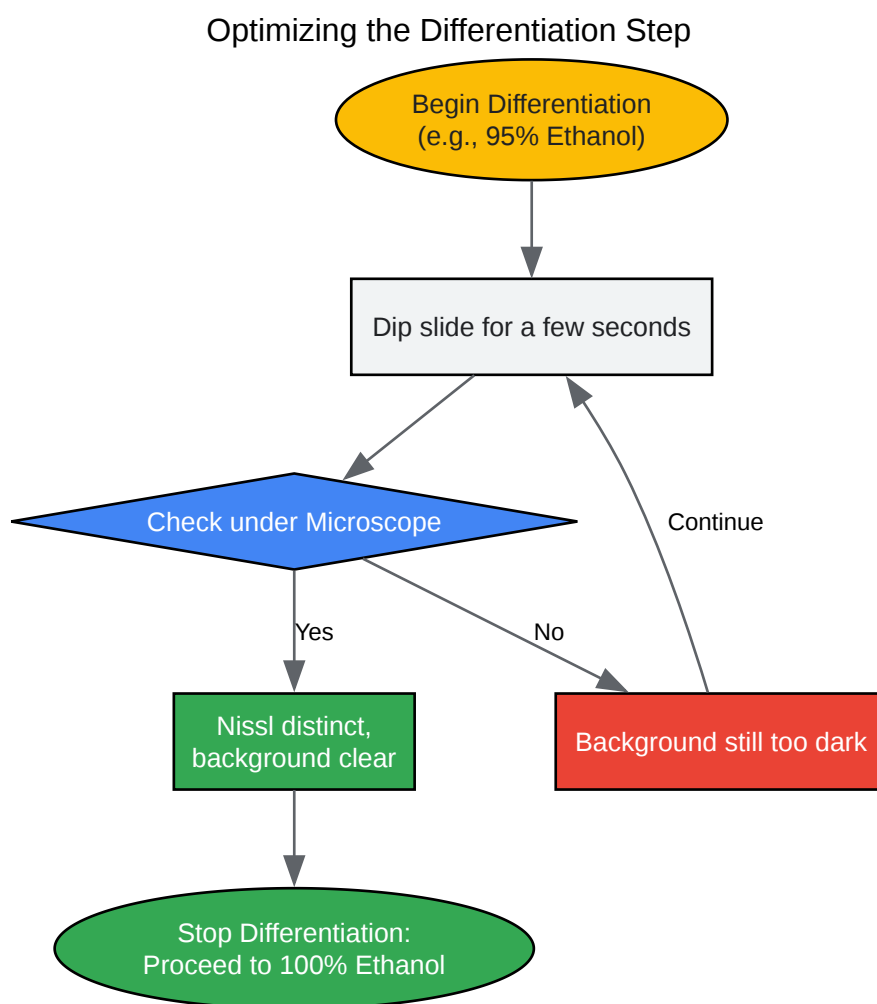 Optimizing the Differentiation Step
Begin Differentiation
(e.g., 95% Ethanol)
Dip slide for a few seconds
Check under Microscope
Continue
Yes
No
Nissl distinct,
background clear
Background still too dark
Stop Differentiation:
Proceed to 100% Ethanol